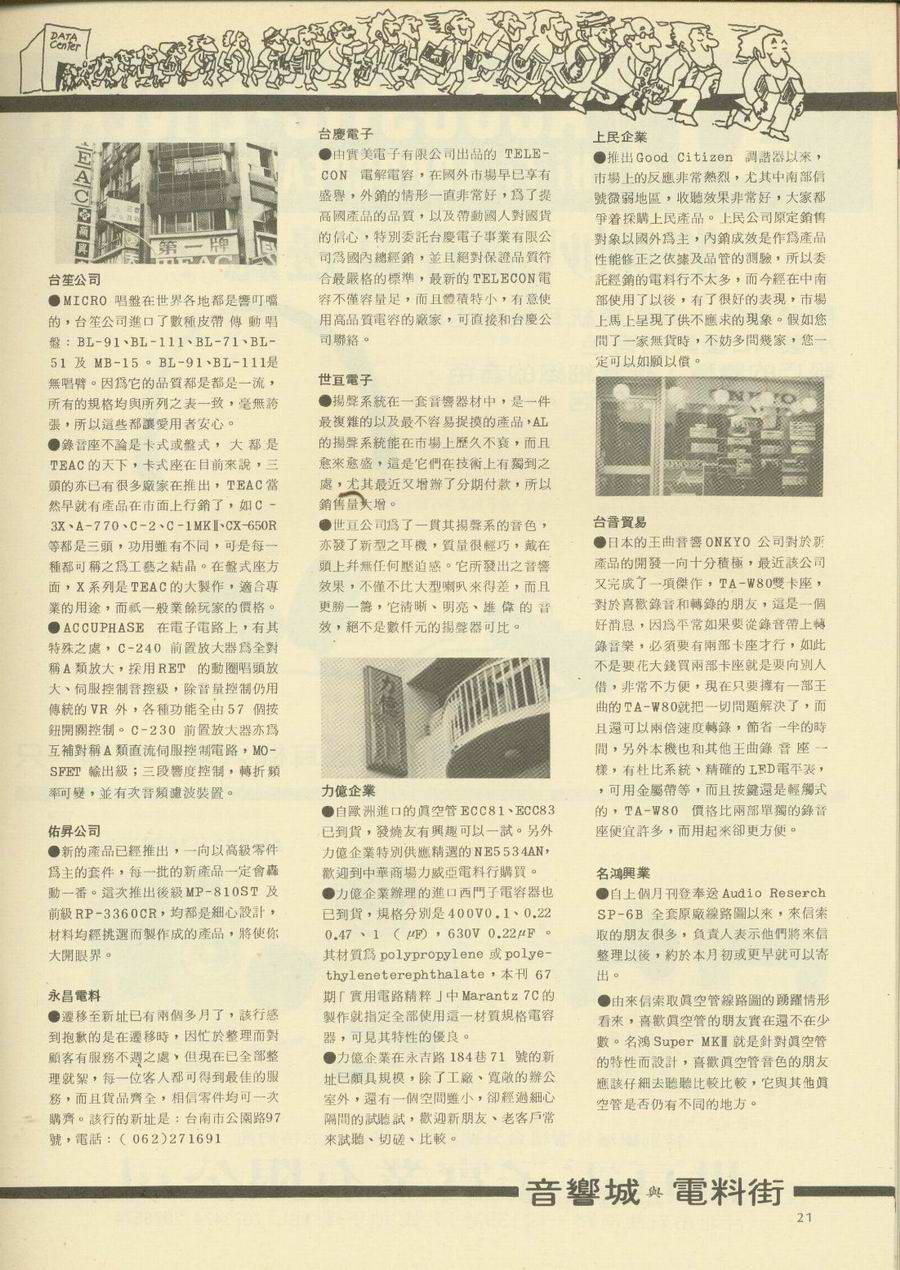 DATA
Center
TEAC
第一牌
TEAC
台笙公司
●MICRO 唱盤在世界各地都是響叮噹
的，台笙公司進口了數種皮帶傳動唱
盤：BL-91、BL-111、BL-71、BL-
51 及 MB-15。BL-91、BL-111是
無唱臂。因爲它的品質都是都是一流，
所有的規格均與所列之表一致，毫無誇
張，所以這些都讓愛用者安心。
●錄音座不論是卡式或盤式，大都是
TEAC的天下，卡式座在目前來說，三
頭的亦已有很多廠家在推出，TEAC當
然早就有產品在市面上行銷了，如C -
3X、A-770、C-2、C-1MKⅡ、CX-650R
等都是三頭，功用雖有不同，可是每一
種都可稱之爲工藝之結晶。在盤式座方
面，X系列是TEAC的大製作，適合專
業的用途，而祇一般業餘玩家的價格。
●ACCUPHASE 在電子電路上，有其
特殊之處，C-240 前置放大器爲全對
稱A類放大，採用RET 的動圈唱頭放
大、伺服控制音控級，除音量控制仍用
傳統的VR 外，各種功能全由57 個按
鈕開關控制。C-230 前置放大器亦爲
互補對稱A類直流伺服控制電路，MO-
SFET 輸出級；三段響度控制，轉折頻
率可變，並有次音頻濾波裝置。
佑昇公司
●新的產品已經推出，一向以高級零件
爲主的套件，每一批的新產品一定會轟
動一番。這次推出後級MP-810ST 及
前級RP-3360CR，均都是細心設計，
材料均經挑選而製作成的產品，將使你
大開眼界。
永昌電料
●遷移至新址已有兩個多月了，該行感
到抱歉的是在遷移時，因忙於整理而對
顧客有服務不週之處，但現在已全部整
理就絮，每一位客人都可得到最佳的服
務，而且貨品齊全，相信零件均可一次
購齊。該行的新址是：台南市公園路97
號，電話：（062)271691
台慶電子
●由實美電子有限公司出品的 TELE-
CON 電解電容，在國外市場早已享有
盛譽，外銷的情形一直非常好，爲了提
高國產品的品質，以及帶動國人對國貨
的信心，特別委託台慶電子事業有限公
司爲國內總經銷，並且絕對保證品質符
合最嚴格的標準，最新的TELECON電
容不僅容量足，而且體積特小，有意使
用高品質電容的廠家，可直接和台慶公
司聯絡。
世亘電子
●揚聲系統在一套音響器材中，是一件
最複雜的以及最不容易捉摸的產品，AL
的揚聲系統能在市場上歷久不衰，而且
愈來愈盛，這是它們在技術上有獨到之
處，尤其最近又增辦了分期付款，所以
銷售量大增。
●世亘公司爲了一貫其揚聲系的音色，
亦發了新型之耳機，質量很輕巧，戴在
頭上幷無任何壓迫感。它所發出之音響
效果，不僅不比大型喇叭來得差，而且
更勝一籌，它清晰、明亮、雄偉的音
效，絕不是數仟元的揚聲器可比。
力億
力億企業
●自歐洲進口的眞空管ECC81、ECC83
已到貨，發燒友有興趣可以一試。另外
力億企業特別供應精選的NE5534AN，
歡迎到中華商場力威亞電料行購買。
●力億企業辦理的進口西門子電容器也
已到貨，規格分別是400V0.1、0.22
0.47、1 （μF)，630V 0.22μF 。
其材質爲polypropylene 或polye-
thyleneterephthalate，本刊 67
期「實用電路精粹」中Marantz 7C的
製作就指定全部使用這一材質規格電容
器，可見其特性的優良。
●力億企業在永吉路184巷71 號的新
址已頗具規模，除了工廠、寬敞的辦公
室外，還有一個空間雖小，卻經過細心
隔間的試聽試，歡迎新朋友、老客戶常
來試聽、切磋、比較。
上民企業
●推出Good Citizen 調諧器以來，
市場上的反應非常熱烈，尤其中南部信
號微弱地區，收聽效果非常好，大家都
爭着採購上民產品。上民公司原定銷售
對象以國外爲主，內銷成效是作爲產品
性能修正之依據及品管的測驗，所以委
託經銷的電料行不太多，而今經在中南
部使用了以後，有了很好的表現，市場
上馬上呈現了供不應求的現象。假如您
問了一家無貨時，不妨多問幾家，您一
定可以如願以償。
ONKYO
台音貿易
●日本的王曲音響ONKYO 公司對於新
產品的開發一向十分積極，最近該公司
又完成了一項傑作，TA-W80雙卡座，
對於喜歡錄音和轉錄的朋友，這是一個
好消息，因爲平常如果要從錄音帶上轉
錄音樂，必須要有兩部卡座才行，如此
不是要花大錢買兩部卡座就是要向別人
借，非常不方便，現在只要擁有一部王
曲的TA-W80就把一切問題解決了，而
且還可以兩倍速度轉錄，節省一半的時
間，另外本機也和其他王曲錄音座一
樣，有杜比系統、精確的LED電平表，
，可用金屬帶等，而且按鍵還是輕觸式
的，TA-W80 價格比兩部單獨的錄音
座便宜許多，而用起來卻更方便。
名鴻興業
●自上個月刊登奉送Audio Reserch
SP-6B 全套原廠線路圖以來，來信索
取的朋友很多，負責人表示他們將來信
整理以後，約於本月初或更早就可以寄
出。
●由來信索取眞空管線路圖的踴躍情形
看來，喜歡眞空管的朋友實在還不在少
數。名鴻Super MKⅡ 就是針對眞空管
的特性而設計，喜歡眞空管音色的朋友
應該仔細去聽聽比較比較，它與其他眞
空管是否仍有不同的地方。
音響城與電料街
21